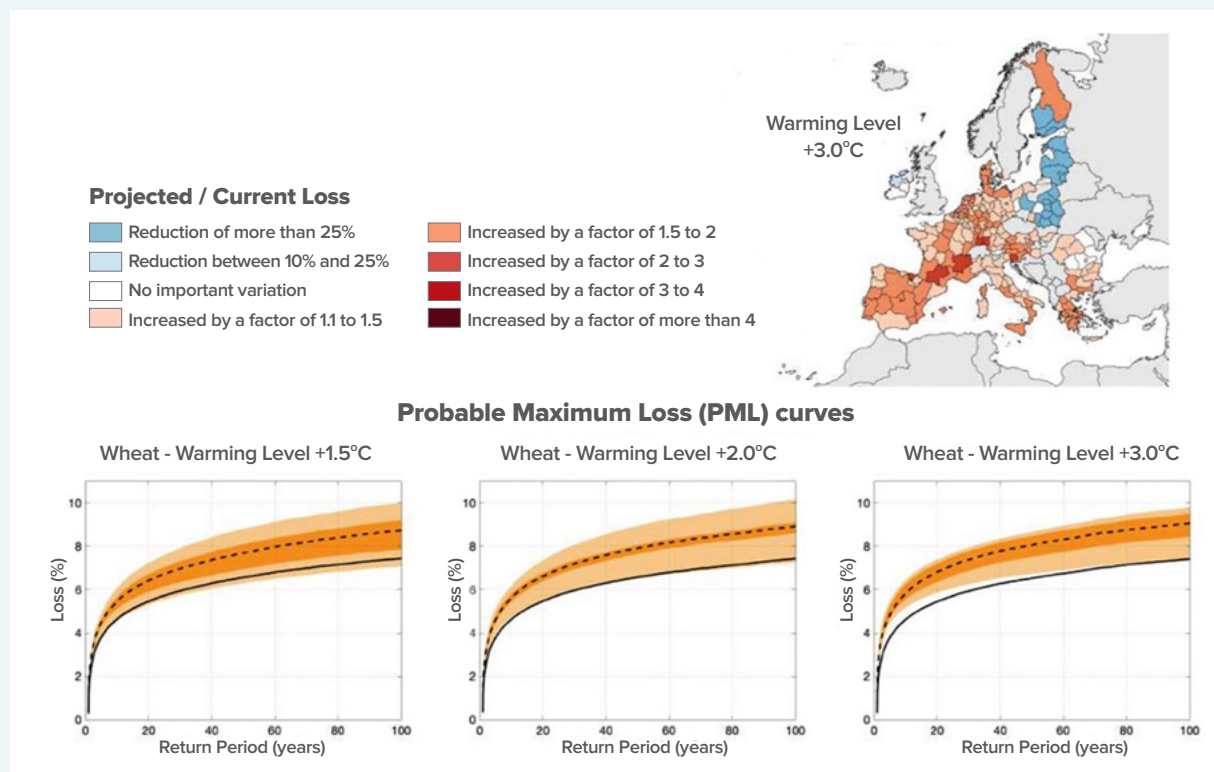 Warming Level
+3.0°C
Projected / Current Loss
Reduction of more than 25%
Reduction between 10% and 25%
No important variation
Increased by a factor of 1.1 to 1.5
Increased by a factor of 1.5 to 2
Increased by a factor of 2 to 3
Increased by a factor of 3 to 4
Increased by a factor of more than 4
Probable Maximum Loss (PML) curves
Wheat - Warming Level +1.5°C
Loss (%)
10
8
6
4
2
0
0 20 40 60 80 100
Return Period (years)
Wheat - Warming Level +2.0°C
Loss (%)
10
8
6
4
2
0
0 20 40 60 80 100
Return Period (years)
Wheat - Warming Level +3.0°C
Loss (%)
10
8
6
4
2
0
0 20 40 60 80 100
Return Period (years)